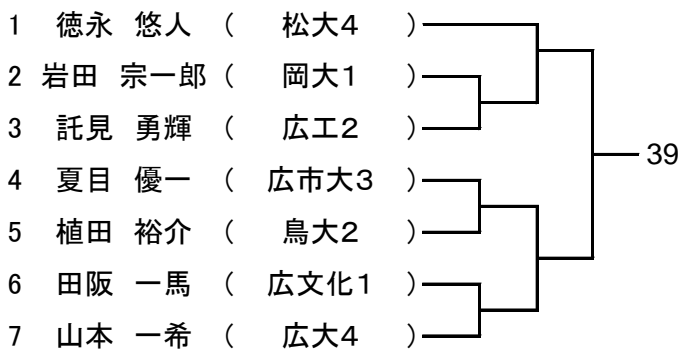 1 徳永 悠人 ( 松大4 )
2 岩田 宗一郎 ( 岡大1 )
3 託見 勇輝 ( 広工2 )
4 夏目 優一 ( 広市大3 )
5 植田 裕介 ( 鳥大2 )
6 田阪 一馬 ( 広文化1 )
7 山本 一希 ( 広大4 )
39